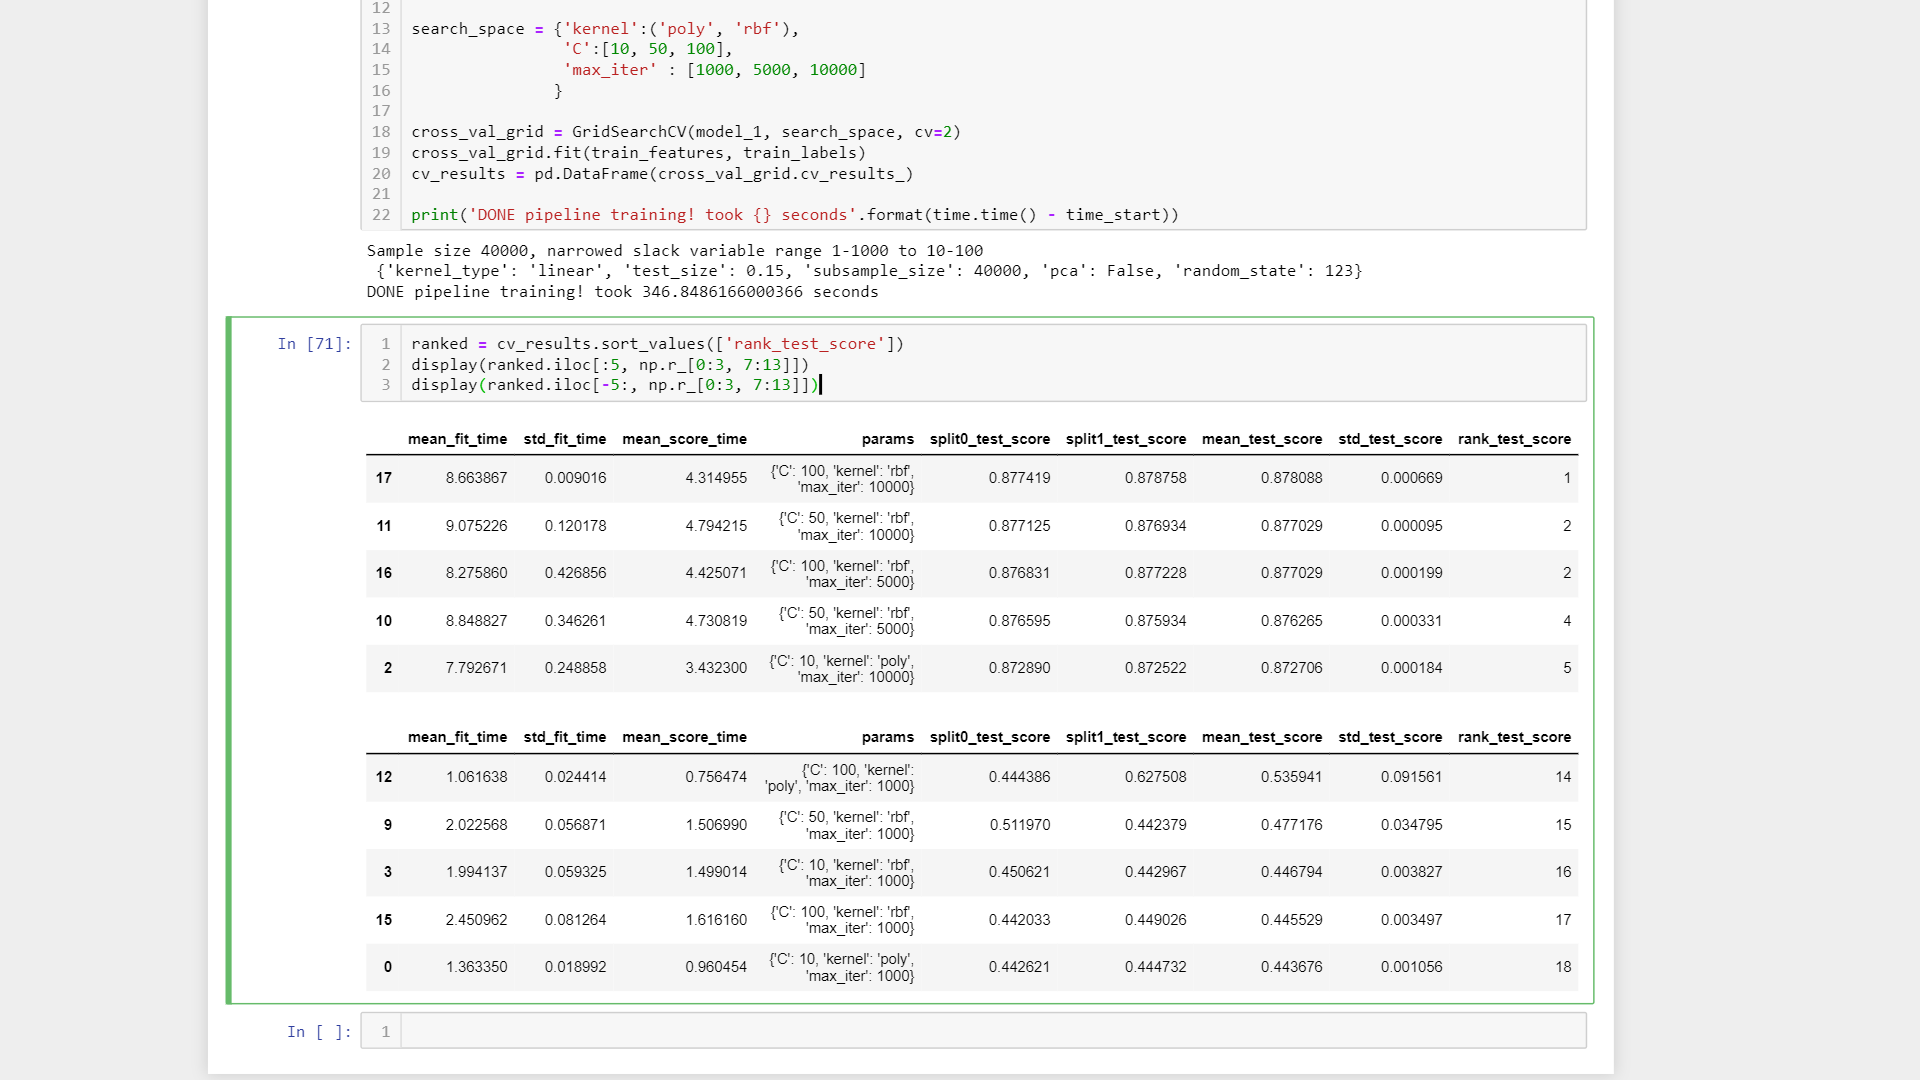 12
13 search_space = {'kernel':('poly', 'rbf'),
14 'C':[10, 50, 100],
15 'max_iter' : [1000, 5000, 10000]
16 }
17
18 cross_val_grid = GridSearchCV(model_1, search_space, cv=2)
19 cross_val_grid.fit(train_features, train_labels)
20 cv_results = pd.DataFrame(cross_val_grid.cv_results_)
21
22 print('DONE pipeline training! took {} seconds'.format(time.time() - time_start))
Sample size 40000, narrowed slack variable range 1-1000 to 10-100
{'kernel_type': 'linear', 'test_size': 0.15, 'subsample_size': 40000, 'pca': False, 'random_state': 123}
DONE pipeline training! took 346.8486166000366 seconds
In [71]: 1 ranked = cv_results.sort_values(['rank_test_score'])
2 display(ranked.iloc[:5, np.r_[0:3, 7:13]])
3 display(ranked.iloc[-5:, np.r_[0:3, 7:13]])
mean_fit_time std_fit_time mean_score_time params split0_test_score split1_test_score mean_test_score std_test_score rank_test_score
17 8.663867 0.009016 4.314955 {'C': 100, 'kernel': 'rbf', 'max_iter': 10000} 0.877419 0.878758 0.878088 0.000669 1
11 9.075226 0.120178 4.794215 {'C': 50, 'kernel': 'rbf', 'max_iter': 10000} 0.877125 0.876934 0.877029 0.000095 2
16 8.275860 0.426856 4.425071 {'C': 100, 'kernel': 'rbf', 'max_iter': 5000} 0.876831 0.877228 0.877029 0.000199 2
10 8.848827 0.346261 4.730819 {'C': 50, 'kernel': 'rbf', 'max_iter': 5000} 0.876595 0.875934 0.876265 0.000331 4
2 7.792671 0.248858 3.432300 {'C': 10, 'kernel': 'poly', 'max_iter': 10000} 0.872890 0.872522 0.872706 0.000184 5
mean_fit_time std_fit_time mean_score_time params split0_test_score split1_test_score mean_test_score std_test_score rank_test_score
12 1.061638 0.024414 0.756474 {'C': 100, 'kernel': 'poly', 'max_iter': 1000} 0.444386 0.627508 0.535941 0.091561 14
9 2.022568 0.056871 1.506990 {'C': 50, 'kernel': 'rbf', 'max_iter': 1000} 0.511970 0.442379 0.477176 0.034795 15
3 1.994137 0.059325 1.499014 {'C': 10, 'kernel': 'rbf', 'max_iter': 1000} 0.450621 0.442967 0.446794 0.003827 16
15 2.450962 0.081264 1.616160 {'C': 100, 'kernel': 'rbf', 'max_iter': 1000} 0.442033 0.449026 0.445529 0.003497 17
0 1.363350 0.018992 0.960454 {'C': 10, 'kernel': 'poly', 'max_iter': 1000} 0.442621 0.444732 0.443676 0.001056 18
In [ ]: 1